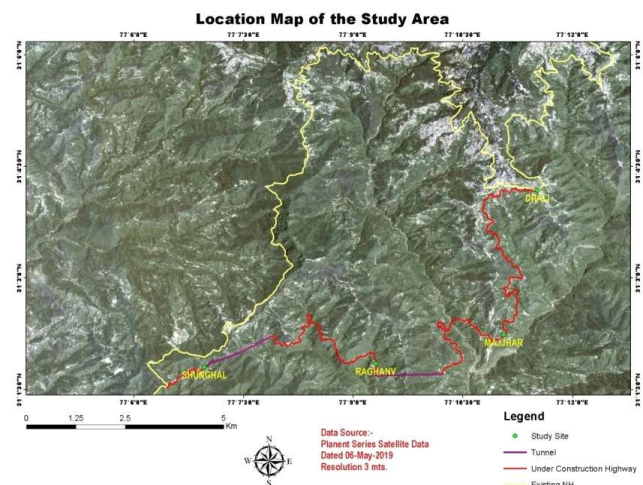 Location Map of the Study Area
77°6'0"E 77°7'30"E 77°9'0"E 77°10'30"E 77°12'0"E
DHALI
MAJJHAR
RAGHANV
SHUNGHAL
77°6'0"E 77°7'30"E 77°9'0"E 77°10'30"E 77°12'0"E
0 1.25 2.5 5
Km
Data Source:-
Planent Series Satellite Data
Dated 06-May-2019
Resolution 3 mts.
N
W E
S
Legend
Study Site
Tunnel
Under Construction Highway
Existing NH